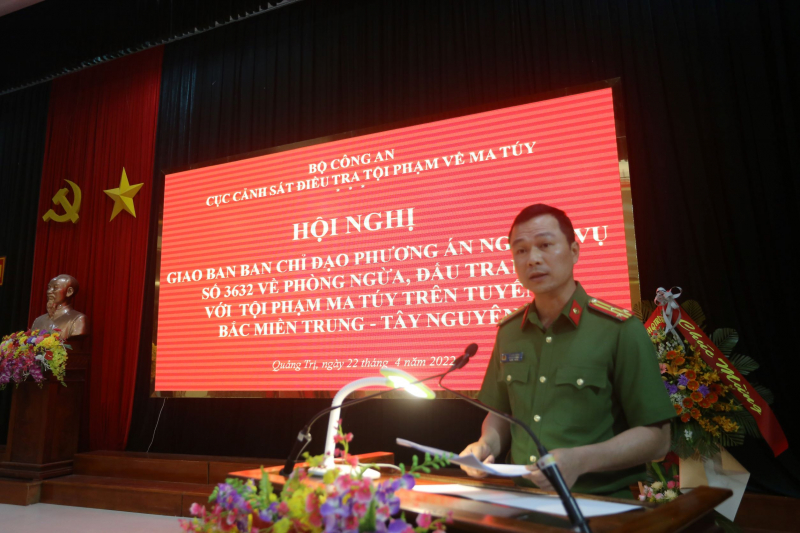 BỘ CÔNG AN
CỤC CẢNH SÁT ĐIỀU TRA TỘI PHẠM VỀ MA TÚY
HỘI NGHỊ
GIAO BAN BAN CHỈ ĐẠO PHƯƠNG ÁN VỤ
SỐ 3632 VỀ PHÒNG NGỪA, ĐẤU
VỚI TỘI PHẠM MA TÚY TRÊN TUYẾN
BẮC MIỀN TRUNG - TÂY NGUYÊN
Quảng Trị, ngày 22 tháng 4 năm 2022
Chúc Mừng